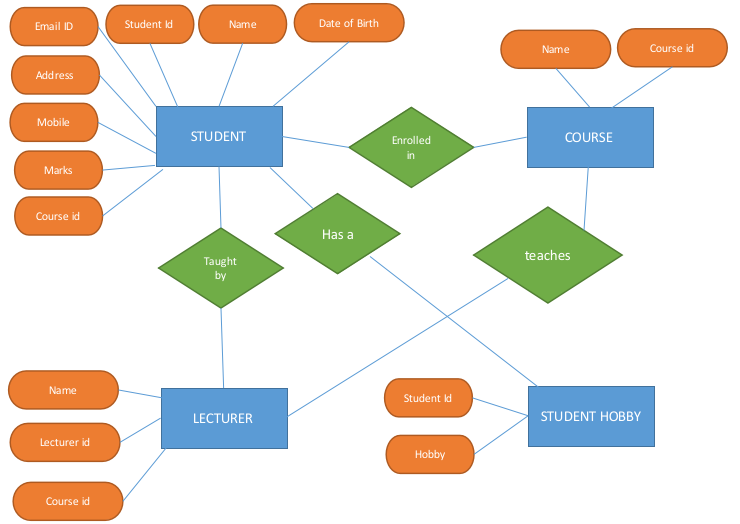 Email ID
Student Id
Name
Date of Birth
Address
Mobile
Marks
Course id
STUDENT
Enrolled
in
Name
Course id
COURSE
Taught
by
Has a
teaches
Name
Lecturer id
Course id
LECTURER
Student Id
Hobby
STUDENT HOBBY